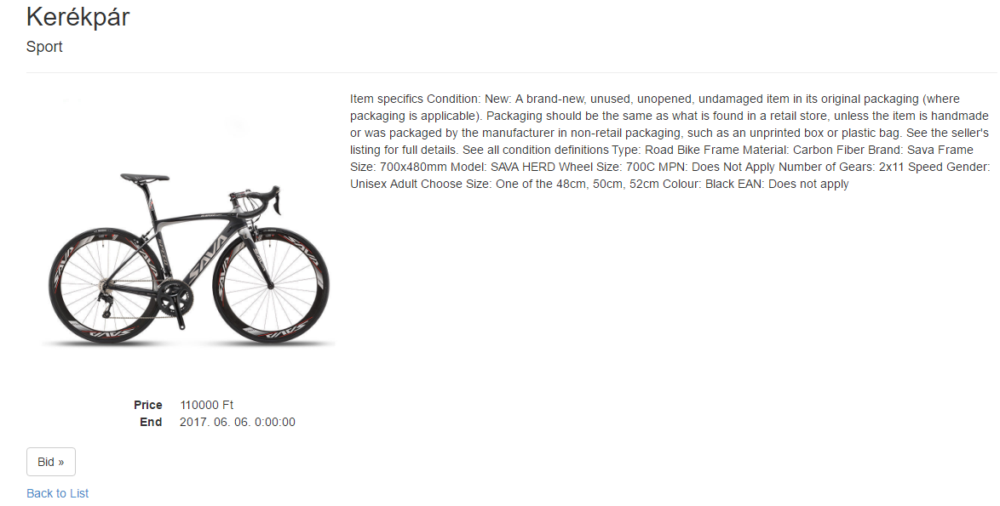 Kerékpár
Sport
Item specifics Condition: New: A brand-new, unused, unopened, undamaged item in its original packaging (where
packaging is applicable). Packaging should be the same as what is found in a retail store, unless the item is handmade
or was packaged by the manufacturer in non-retail packaging, such as an unprinted box or plastic bag. See the seller's
listing for full details. See all condition definitions Type: Road Bike Frame Material: Carbon Fiber Brand: Sava Frame
Size: 700x480mm Model: SAVA HERD Wheel Size: 700C MPN: Does Not Apply Number of Gears: 2x11 Speed Gender:
Unisex Adult Choose Size: One of the 48cm, 50cm, 52cm Colour: Black EAN: Does not apply
SAVA
SAVA
SAVA
SAVA
SAVA
SAVA
Price 110000 Ft
End 2017. 06. 06. 0:00:00
Bid »
Back to List